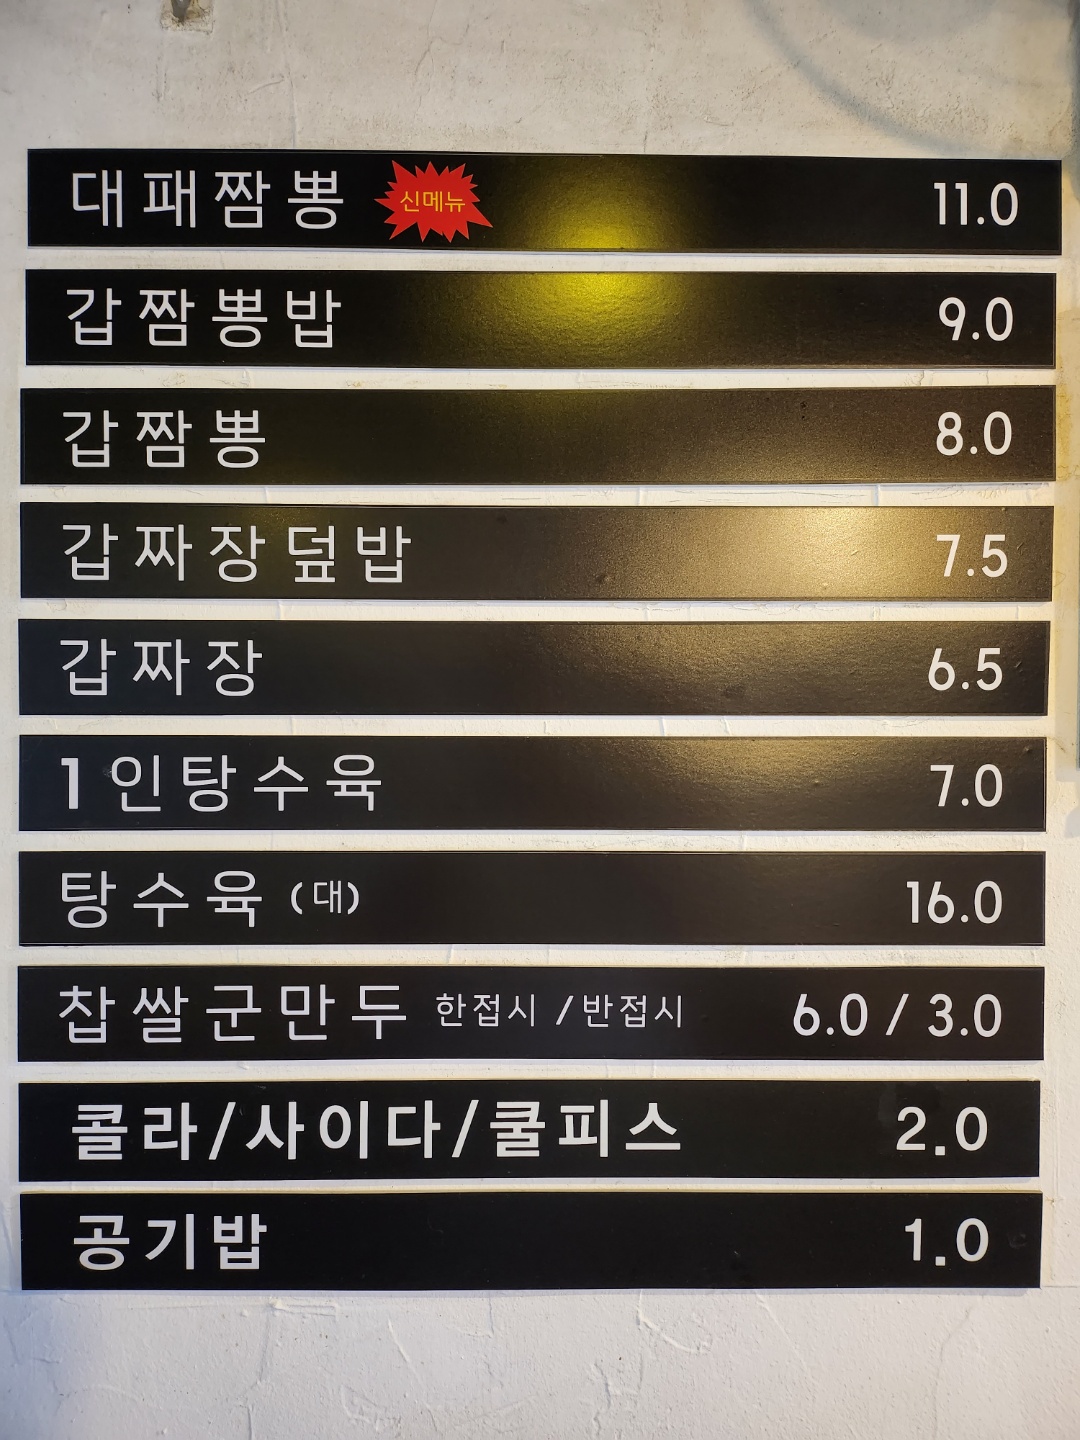 대패짬뽕 신메뉴 11.0
갑짬뽕밥 9.0
갑짬뽕 8.0
갑짜장덮밥 7.5
갑짜장 6.5
1인탕수육 7.0
탕수육 (대) 16.0
찹쌀군만두 한접시 /반접시 6.0 / 3.0
콜라/사이다/쿨피스 2.0
공기밥 1.0